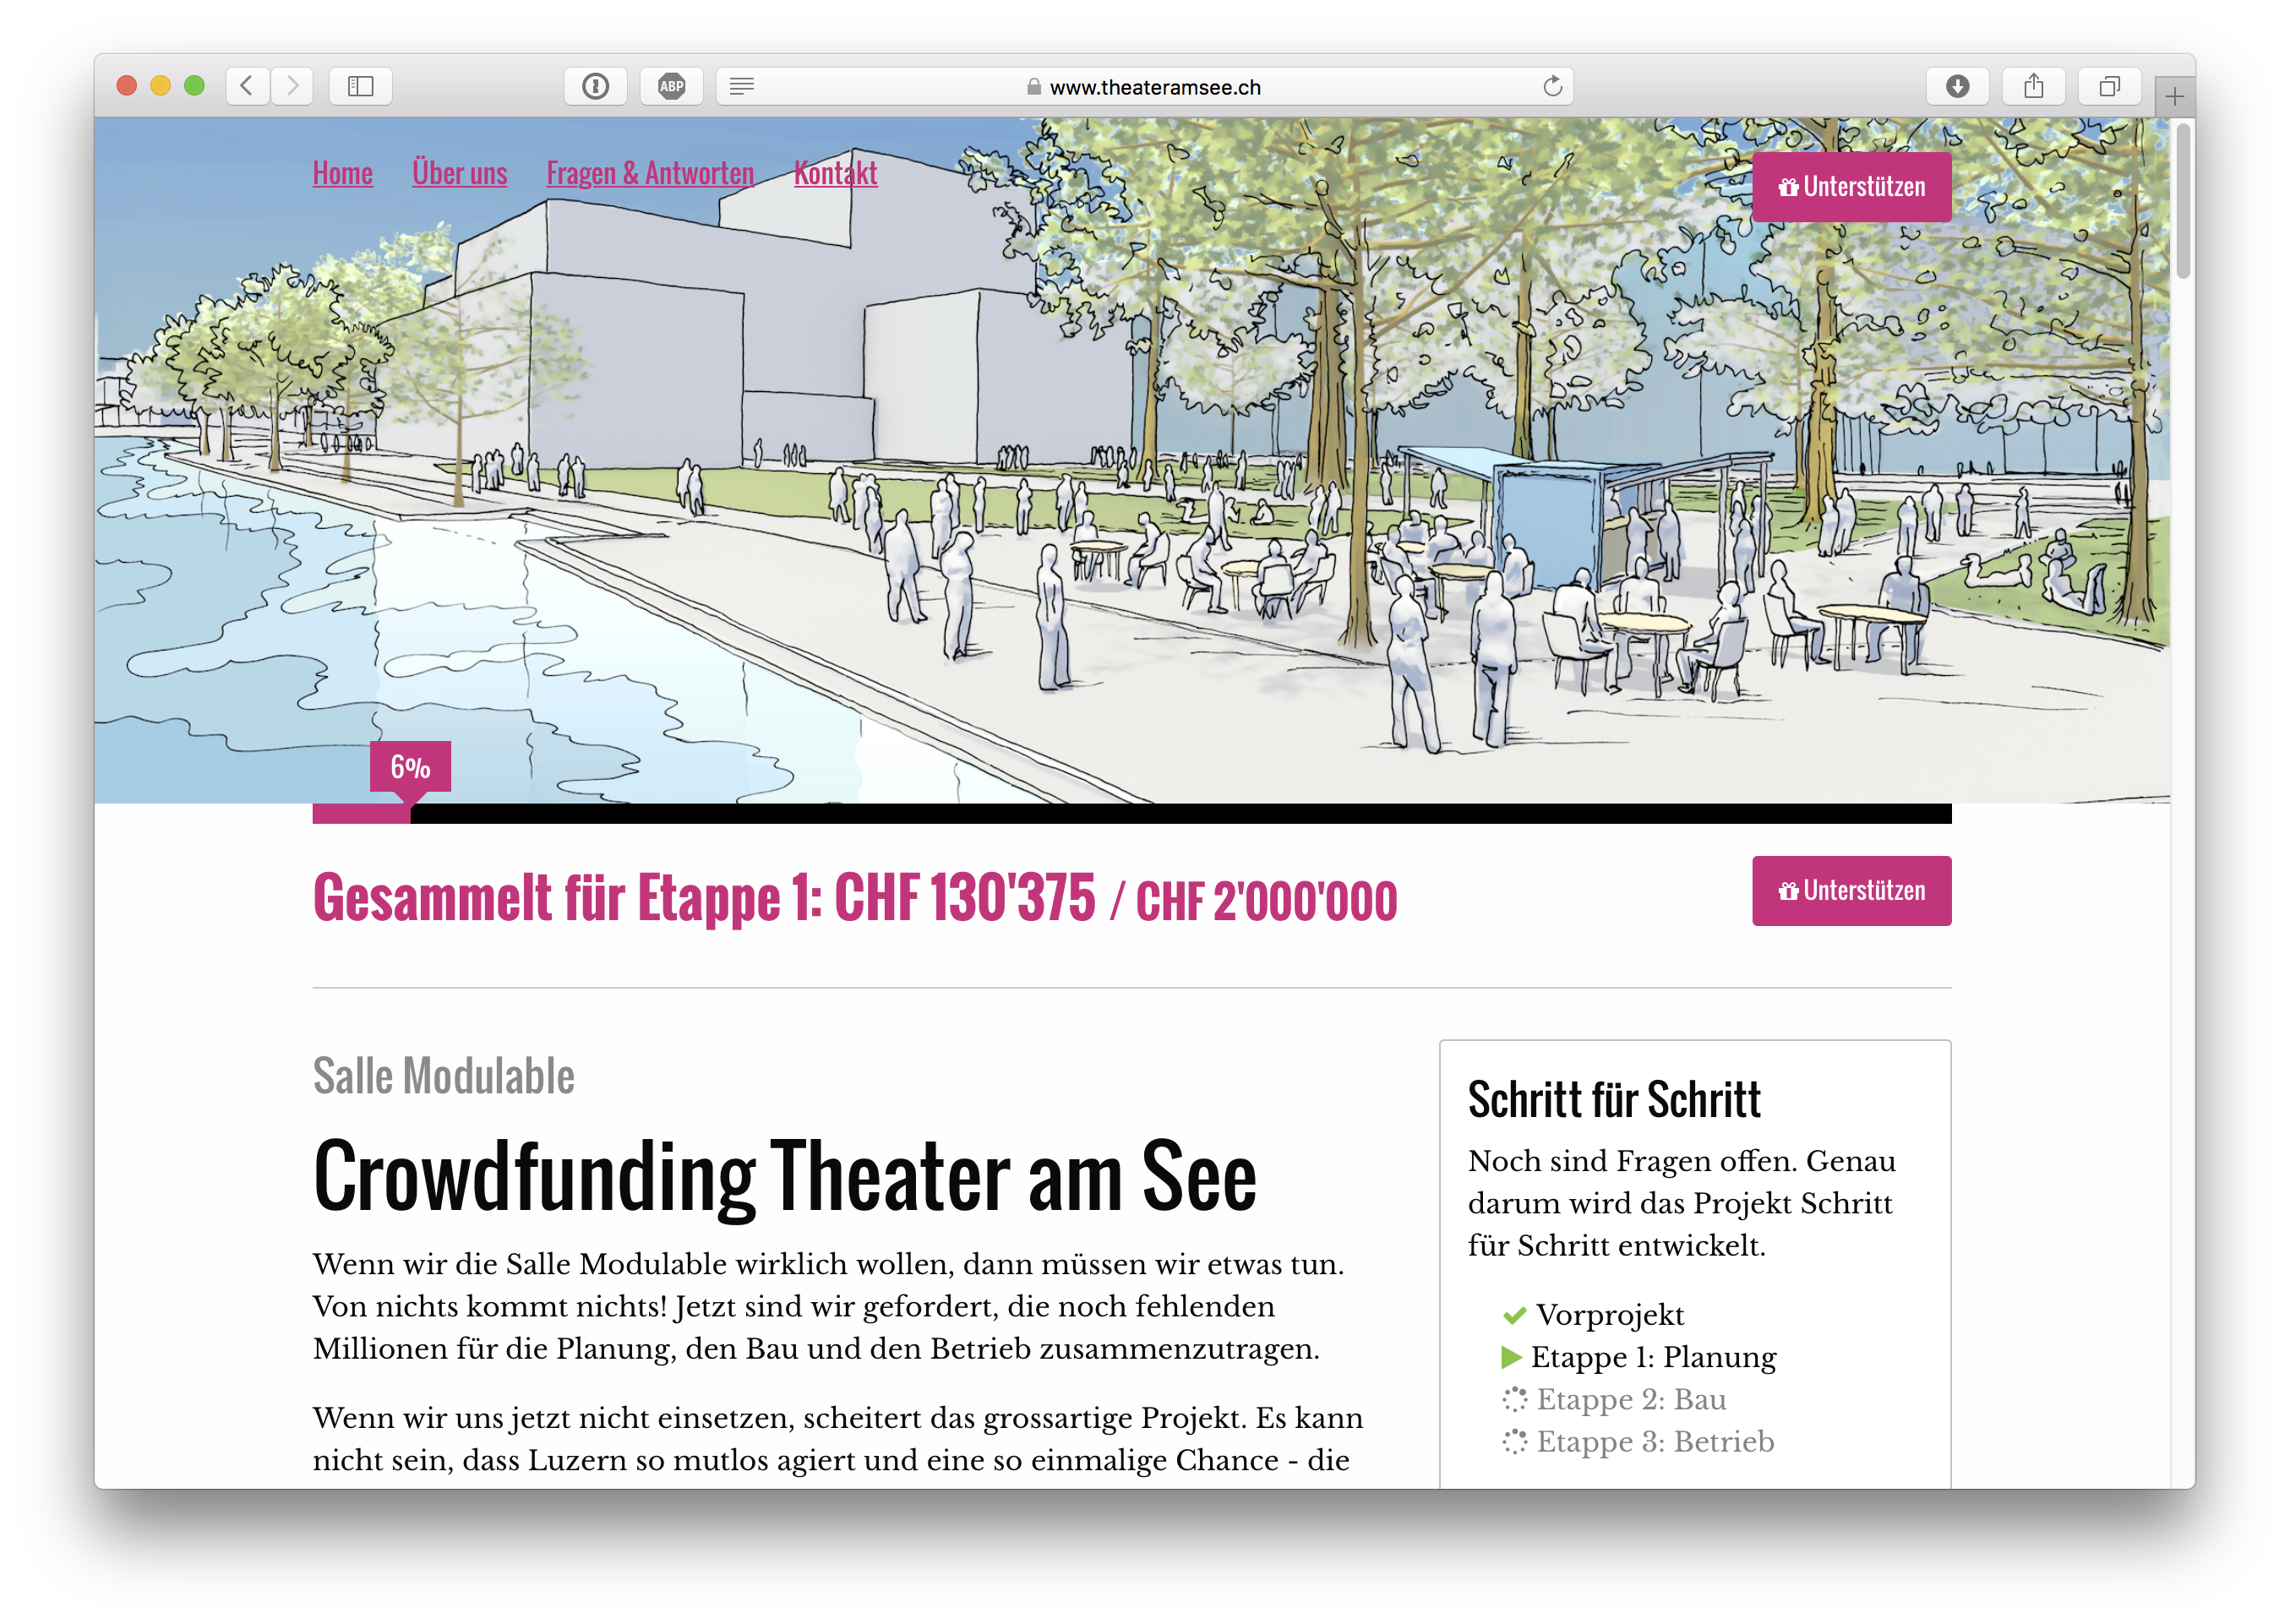 ABP
www.theateramsee.ch
Home Über uns Fragen & Antworten Kontakt
Unterstützen
6%
Gesammelt für Etappe 1: CHF 130'375 / CHF 2'000'000
Unterstützen
Salle Modulable
Crowdfunding Theater am See
Wenn wir die Salle Modulable wirklich wollen, dann müssen wir etwas tun.
Von nichts kommt nichts! Jetzt sind wir gefordert, die noch fehlenden
Millionen für die Planung, den Bau und den Betrieb zusammenzutragen.
Wenn wir uns jetzt nicht einsetzen, scheitert das grossartige Projekt. Es kann
nicht sein, dass Luzern so mutlos agiert und eine so einmalige Chance - die
Schritt für Schritt
Noch sind Fragen offen. Genau
darum wird das Projekt Schritt
für Schritt entwickelt.
Vorprojekt
Etappe 1: Planung
Etappe 2: Bau
Etappe 3: Betrieb